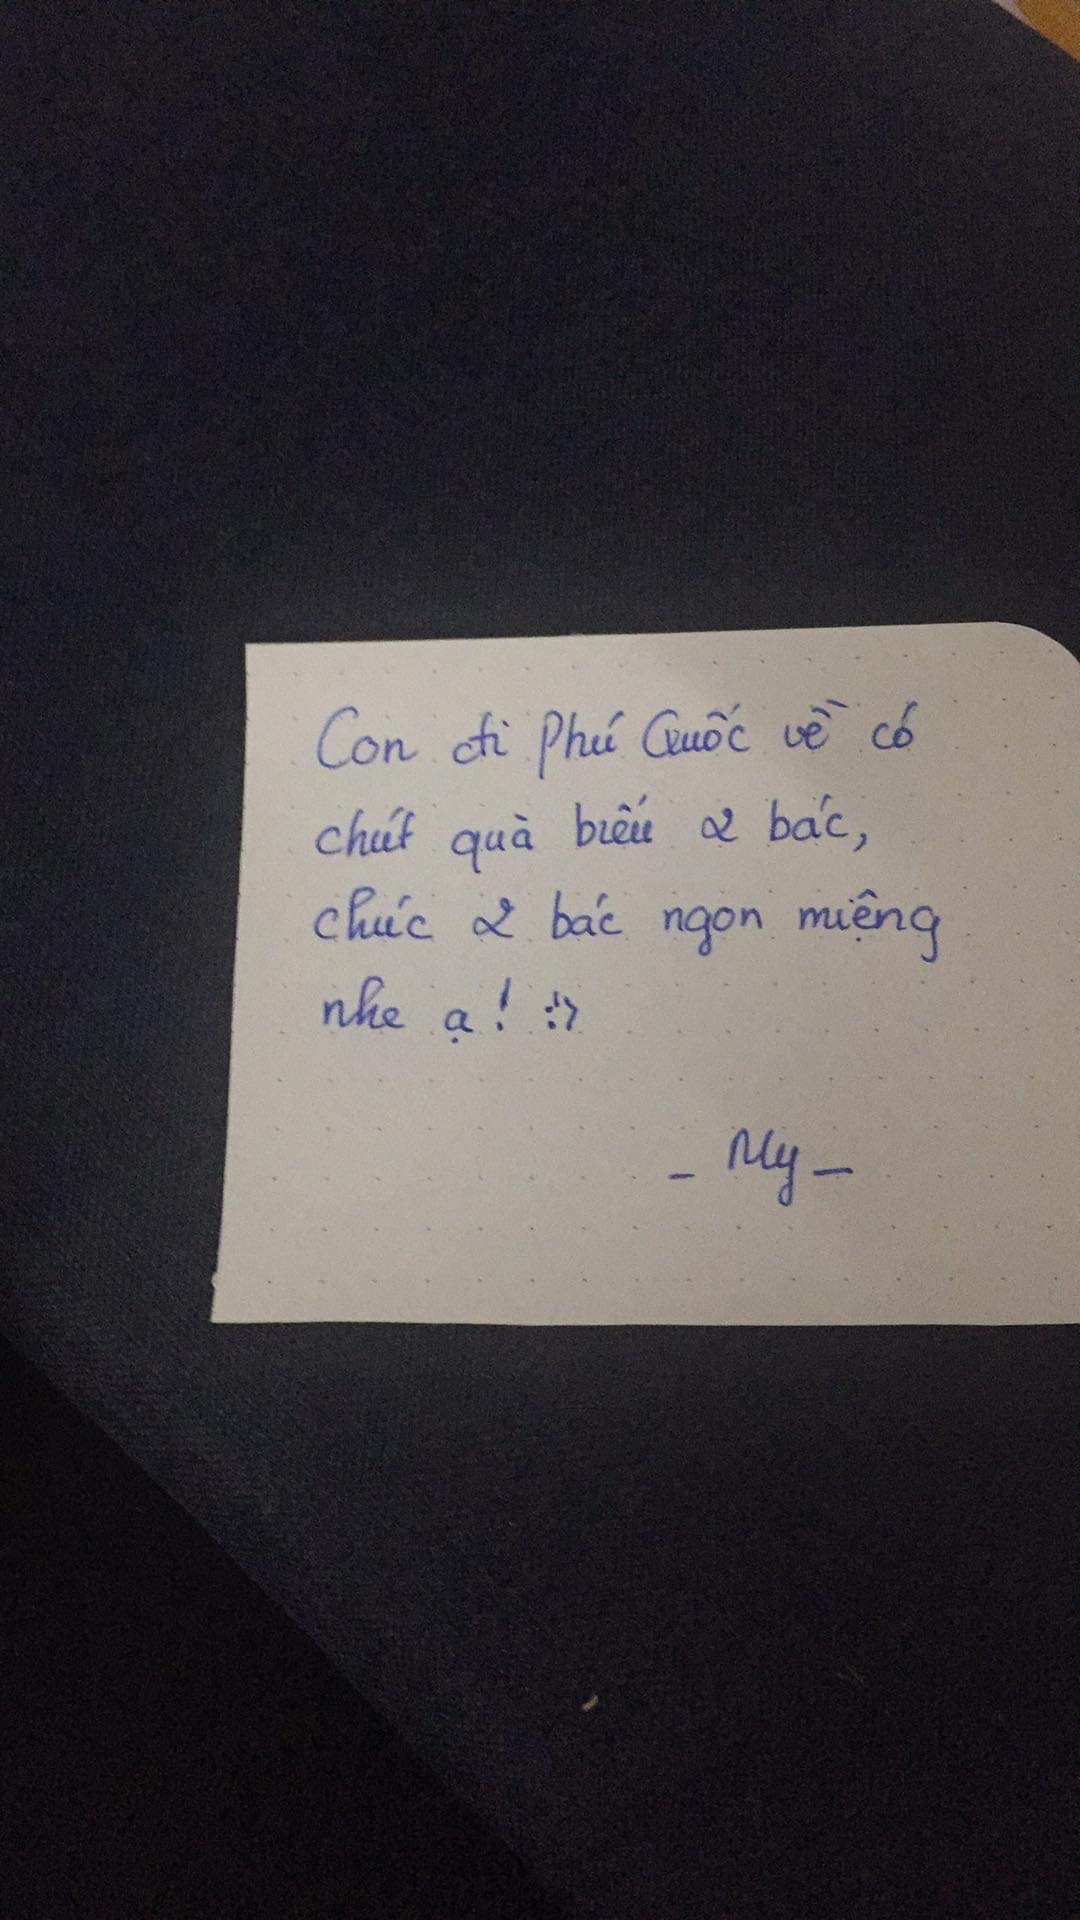 Con đi Phú Quốc về có
chút quà biếu 2 bác,
chúc 2 bác ngon miệng
nhe ạ! :'>
_ My _